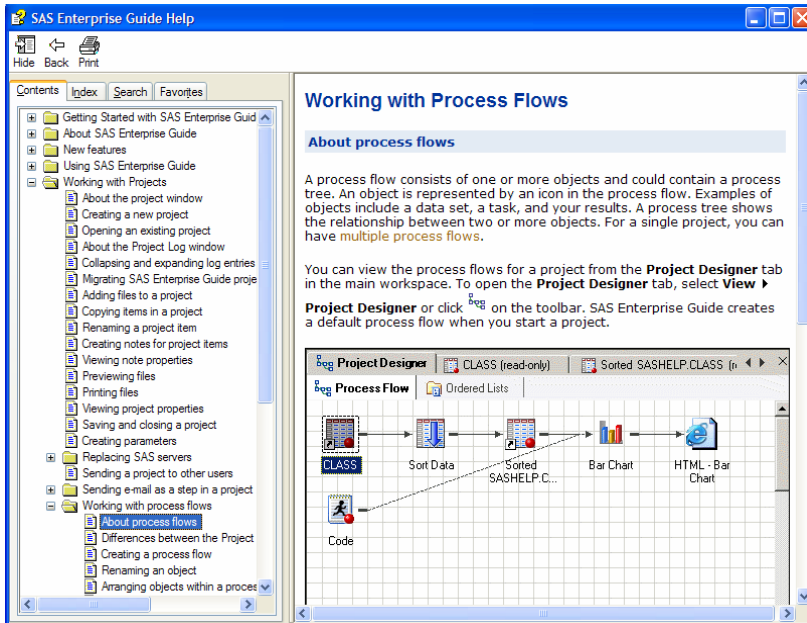 SAS Enterprise Guide Help
Hide Back Print
Contents Index Search Favorites
Getting Started with SAS Enterprise Guid
About SAS Enterprise Guide
New features
Using SAS Enterprise Guide
Working with Projects
About the project window
Creating a new project
Opening an existing project
About the Project Log window
Collapsing and expanding log entries
Migrating SAS Enterprise Guide proje
Adding files to a project
Copying items in a project
Renaming a project item
Creating notes for project items
Viewing note properties
Previewing files
Printing files
Viewing project properties
Saving and closing a project
Creating parameters
Replacing SAS servers
Sending a project to other users
Sending e-mail as a step in a project
Working with process flows
About process flows
Differences between the Project
Creating a process flow
Renaming an object
Arranging objects within a proces
Working with Process Flows
About process flows
A process flow consists of one or more objects and could contain a process
tree. An object is represented by an icon in the process flow. Examples of
objects include a data set, a task, and your results. A process tree shows
the relationship between two or more objects. For a single project, you can
have multiple process flows.
You can view the process flows for a project from the Project Designer tab
in the main workspace. To open the Project Designer tab, select View
Project Designer or click on the toolbar. SAS Enterprise Guide creates
a default process flow when you start a project.
Project Designer CLASS (read-only) Sorted SASHELP.CLASS (r
Process Flow Ordered Lists
CLASS Sort Data Sorted SASHELP.C... Bar Chart HTML - Bar Chart
Code